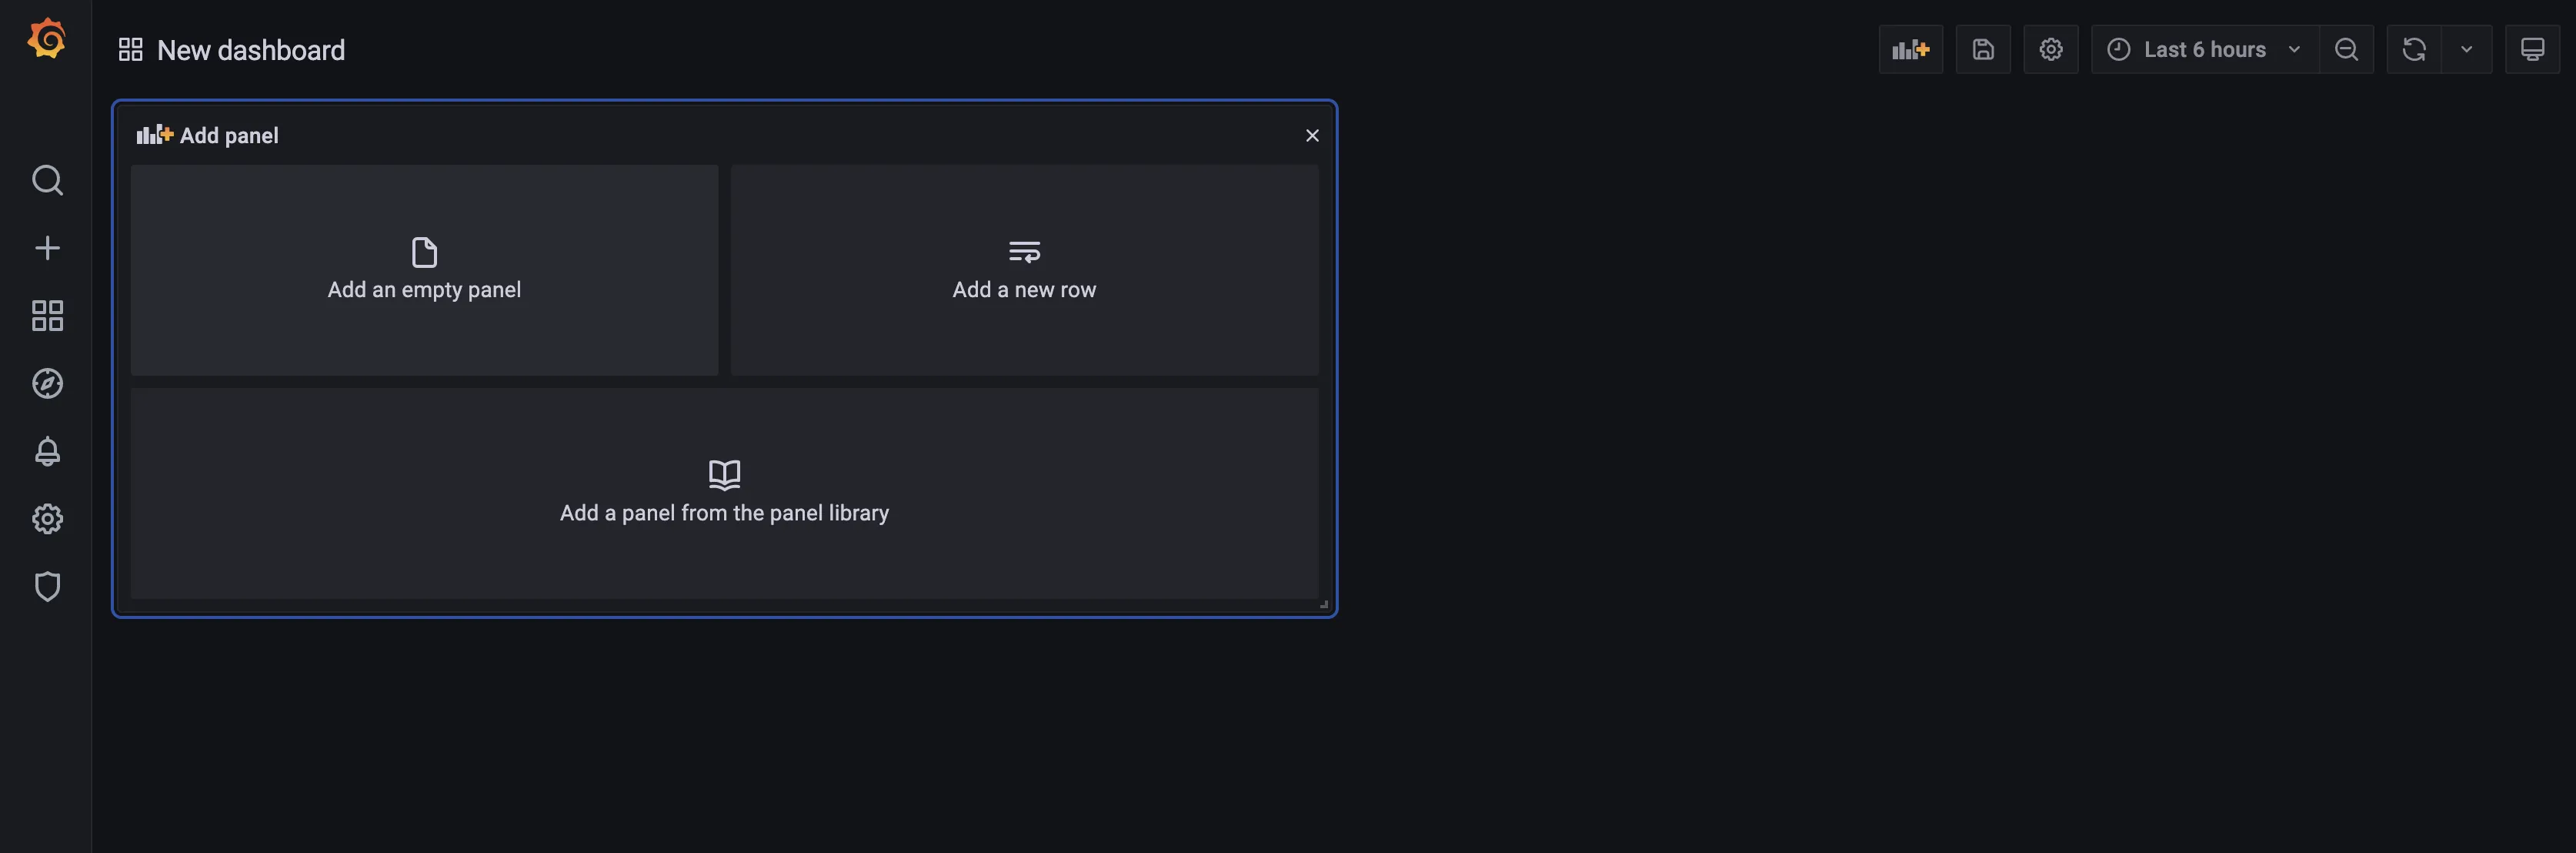 New dashboard
Last 6 hours
Add panel
Add an empty panel
Add a new row
Add a panel from the panel library